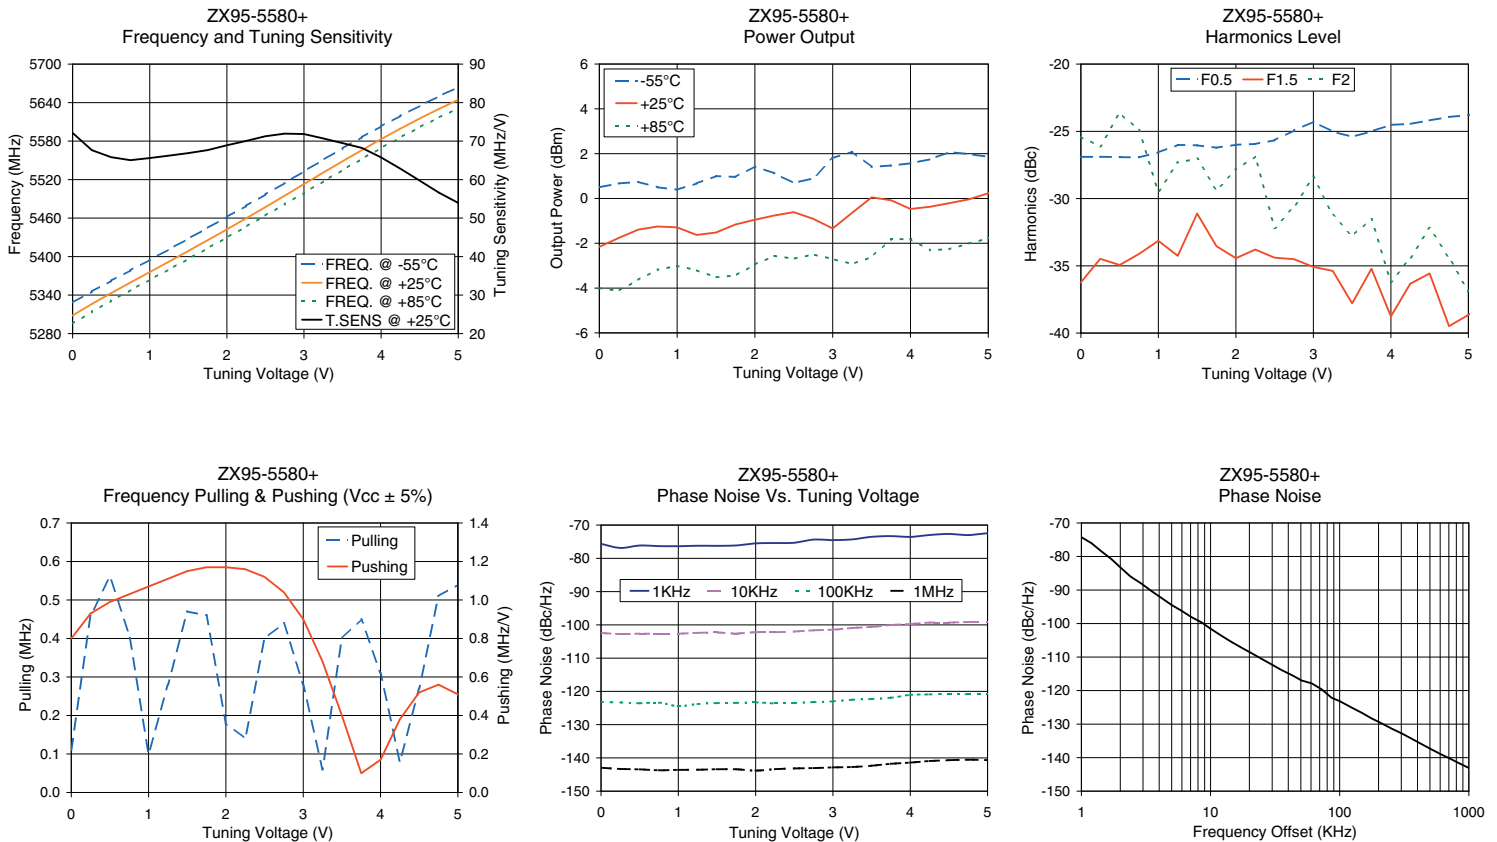 ZX95-5580+
Frequency and Tuning Sensitivity
5700
5640
5580
5520
5460
5400
5340
5280
Frequency (MHz)
90
80
70
60
50
40
30
20
Tuning Sensitivity (MHz/V)
FREQ. @ -55°C
FREQ. @ +25°C
FREQ. @ +85°C
T.SENS @ +25°C
0 1 2 3 4 5
Tuning Voltage (V)
ZX95-5580+
Power Output
6
4
2
0
-2
-4
-6
Output Power (dBm)
-55°C
+25°C
+85°C
0 1 2 3 4 5
Tuning Voltage (V)
ZX95-5580+
Harmonics Level
-20
-25
-30
-35
-40
Harmonics (dBc)
F0.5 F1.5 F2
0 1 2 3 4 5
Tuning Voltage (V)
ZX95-5580+
Frequency Pulling & Pushing (Vcc ± 5%)
0.7
0.6
0.5
0.4
0.3
0.2
0.1
0.0
Pulling (MHz)
1.4
1.2
1.0
0.8
0.6
0.4
0.2
0.0
Pushing (MHz/V)
Pulling
Pushing
0 1 2 3 4 5
Tuning Voltage (V)
ZX95-5580+
Phase Noise Vs. Tuning Voltage
-70
-80
-90
-100
-110
-120
-130
-140
-150
Phase Noise (dBc/Hz)
1KHz 10KHz 100KHz 1MHz
0 1 2 3 4 5
Tuning Voltage (V)
ZX95-5580+
Phase Noise
-70
-80
-90
-100
-110
-120
-130
-140
-150
Phase Noise (dBc/Hz)
1 10 100 1000
Frequency Offset (KHz)